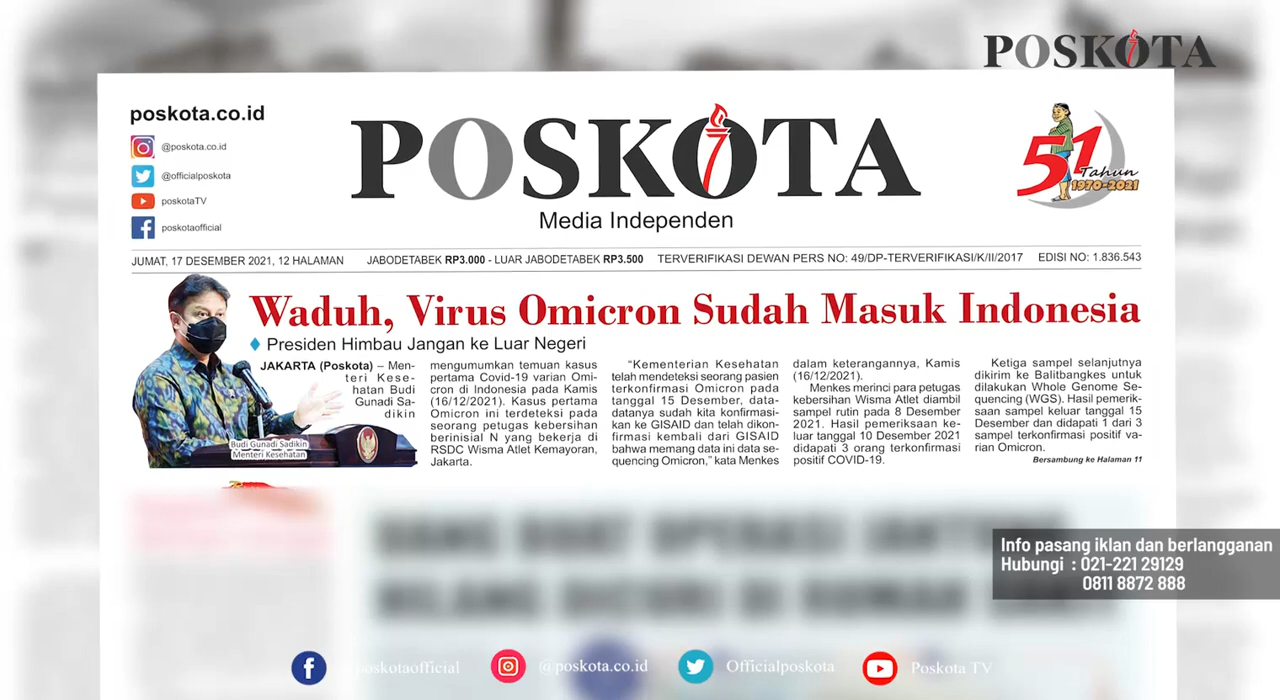 POSKOTA
poskota.co.id
@poskota.co.id
@officialposkota
poskotaTV
poskotaofficial
POSKOTA
Media Independen
51
Tahun
1970-2021
JUMAT, 17 DESEMBER 2021, 12 HALAMAN JABODETABEK RP3.000 - LUAR JABODETABEK RP3.500 TERVERIFIKASI DEWAN PERS NO: 49/DP-TERVERIFIKASI/K/II/2017 EDISI NO: 1.836.543
Waduh, Virus Omicron Sudah Masuk Indonesia
Presiden Himbau Jangan ke Luar Negeri
JAKARTA (Poskota) – Men-
teri Kese-
hatan Budi
Gunadi Sa-
dikin
Budi Gunadi Sadikin
Menteri Kesehatan
mengumumkan temuan kasus
pertama Covid-19 varian Omi-
cron di Indonesia pada Kamis
(16/12/2021). Kasus pertama
Omicron ini terdeteksi pada
seorang petugas kebersihan
berinisial N yang bekerja di
RSDC Wisma Atlet Kemayoran,
Jakarta.
“Kementerian Kesehatan
telah mendeteksi seorang pasien
terkonfirmasi Omicron pada
tanggal 15 Desember, data-
datanya sudah kita konfirmasi-
kan ke GISAID dan telah dikon-
firmasi kembali dari GISAID
bahwa memang data ini data se-
quencing Omicron,” kata Menkes
dalam keterangannya, Kamis
(16/12/2021).
Menkes merinci para petugas
kebersihan Wisma Atlet diambil
sampel rutin pada 8 Desember
2021. Hasil pemeriksaan ke-
luar tanggal 10 Desember 2021
didapati 3 orang terkonfirmasi
positif COVID-19.
Ketiga sampel selanjutnya
dikirim ke Balitbangkes untuk
dilakukan Whole Genome Se-
quencing (WGS). Hasil pemerik-
saan sampel keluar tanggal 15
Desember dan didapati 1 dari 3
sampel terkonfirmasi positif va-
rian Omicron.
Bersambung ke Halaman 11
Info pasang iklan dan berlangganan
Hubungi : 021-221 29129
0811 8872 888
poskotaofficial @poskota.co.id Officialposkota Poskota TV